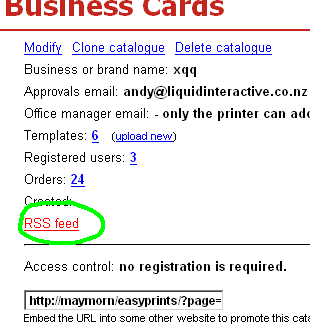 Business Cards
Modify Clone catalogue Delete catalogue
Business or brand name: xqq
Approvals email: andy@liquidinteractive.co.nz
Office manager email: - only the printer can add
Templates: 6 (upload new)
Registered users: 3
Orders: 24
Created:
RSS feed
Access control: no registration is required.
http://maymorn/easyprints/?page=
Embed the URL into some other website to promote this cata